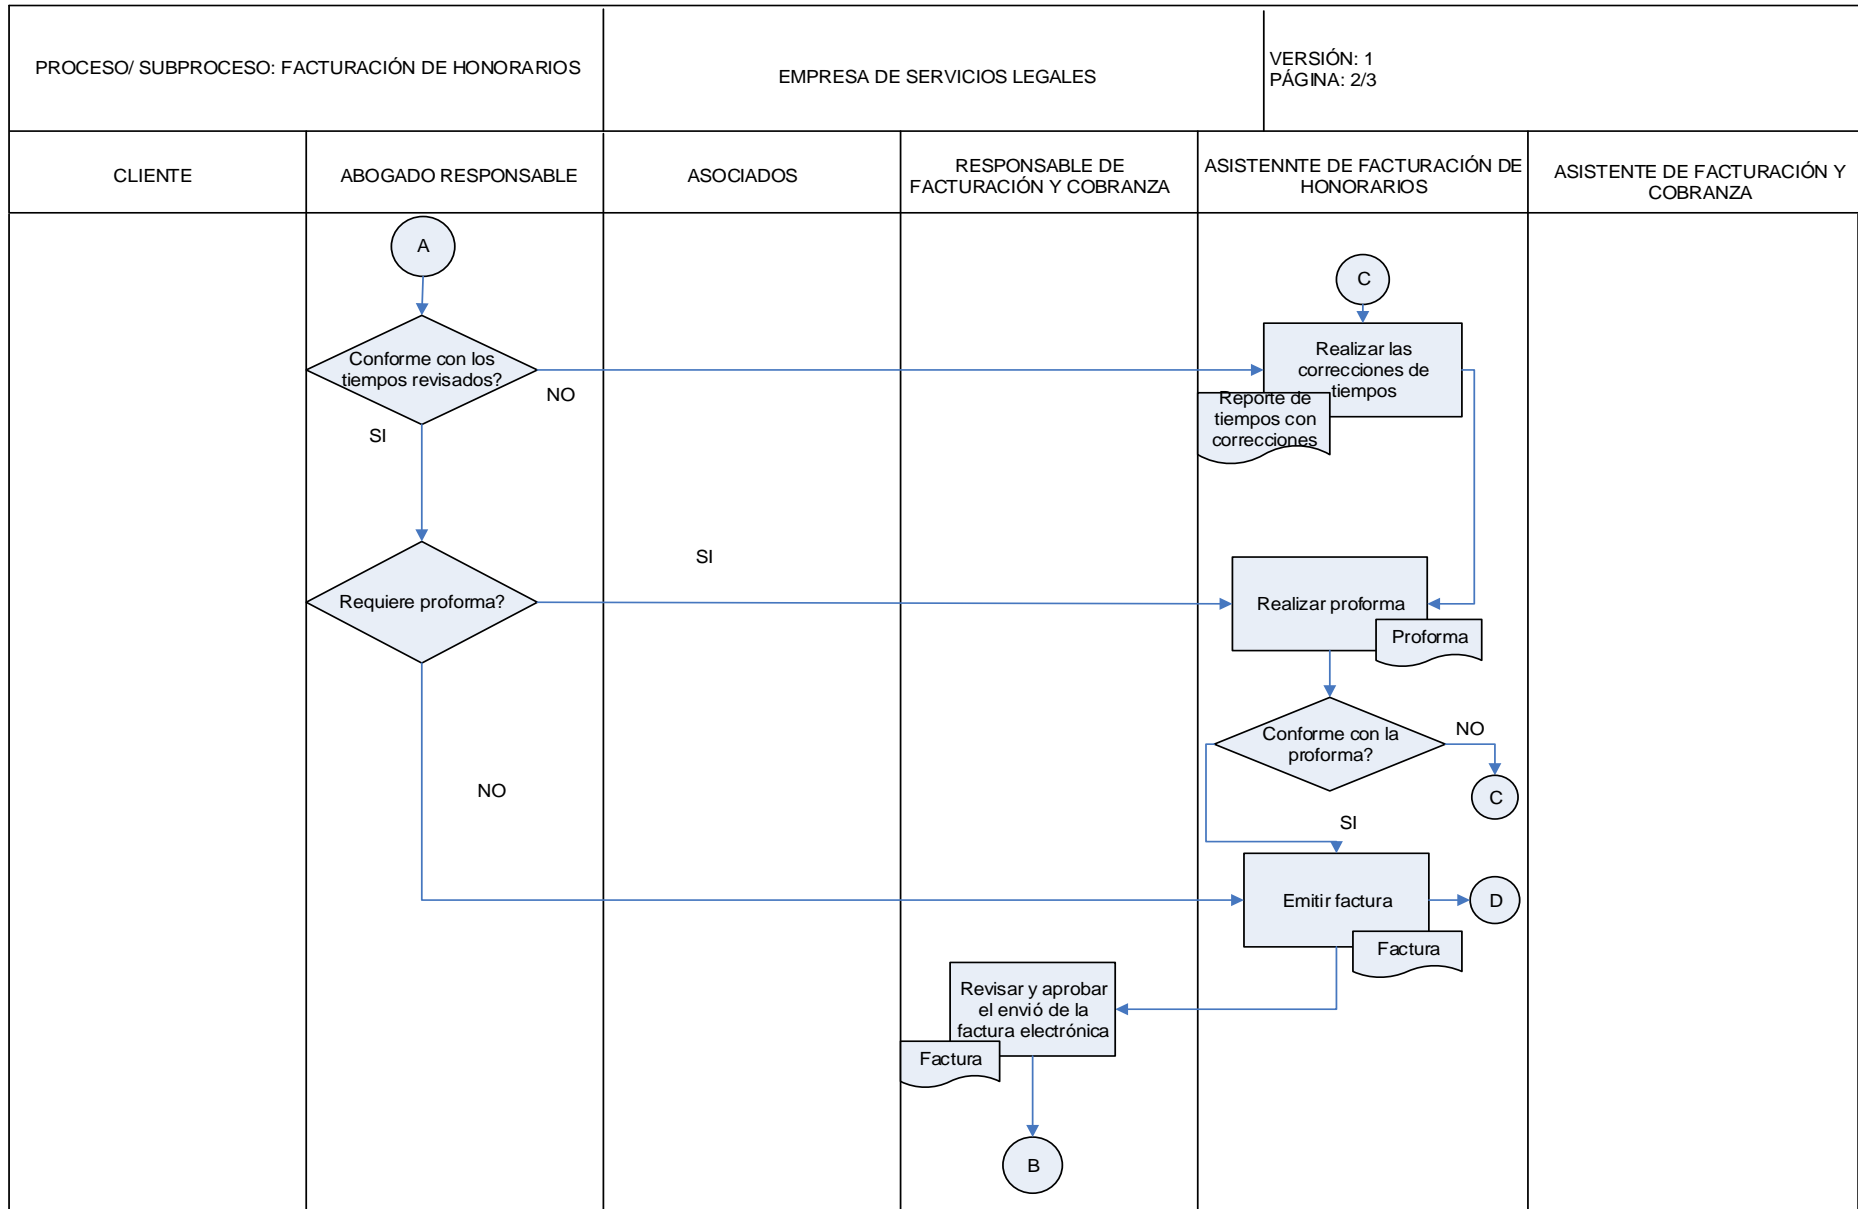 PROCESO/ SUBPROCESO: FACTURACIÓN DE HONORARIOS
EMPRESA DE SERVICIOS LEGALES
VERSIÓN: 1
PÁGINA: 2/3
CLIENTE
ABOGADO RESPONSABLE
ASOCIADOS
RESPONSABLE DE
FACTURACIÓN Y COBRANZA
ASISTENNTE DE FACTURACIÓN DE
HONORARIOS
ASISTENTE DE FACTURACIÓN Y
COBRANZA
A
C
Conforme con los
tiempos revisados?
NO
SI
Realizar las
correcciones de
tiempos
Reporte de
tiempos con
correcciones
Requiere proforma?
SI
NO
Realizar proforma
Proforma
Conforme con la
proforma?
NO
C
SI
Emitir factura
D
Factura
Revisar y aprobar
el envió de la
factura electrónica
Factura
B